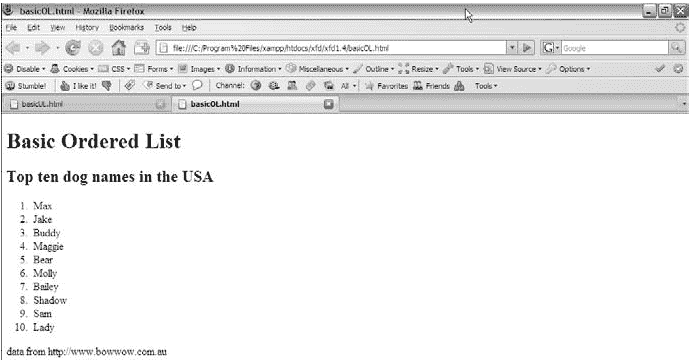 basicOL.html - Mozilla Firefox
File Edit View History Bookmarks Tools Help
file:///C:/Program%20Files/xampp/htdocs/xfd/xfd1.4/basicOL.html
Google
Disable Cookies CSS Forms Images Information Miscellaneous Outline Resize Tools View Source Options
Stumble! I like it! Send to Channel: All Favorites Friends Tools
basicUL.html basicOL.html
Basic Ordered List
Top ten dog names in the USA
1. Max
2. Jake
3. Buddy
4. Maggie
5. Bear
6. Molly
7. Bailey
8. Shadow
9. Sam
10. Lady
data from http://www.bowwow.com.au